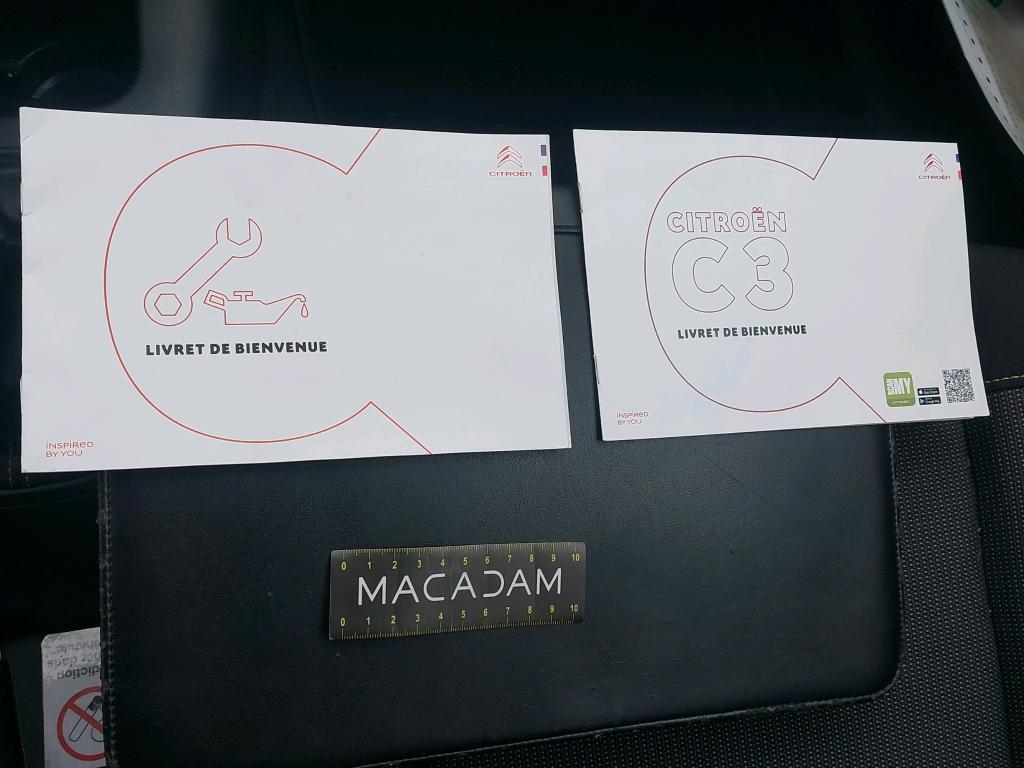 CITROËN
LIVRET DE BIENVENUE
INSPIRED
BY YOU
CITROËN
CITROËN
C3
LIVRET DE BIENVENUE
INSPIRED
BY YOU
SCAN
MY
CITROËN
0 1 2 3 4 5 6 7 8 9 10
MACADAM
0 1 2 3 4 5 6 7 8 9 10